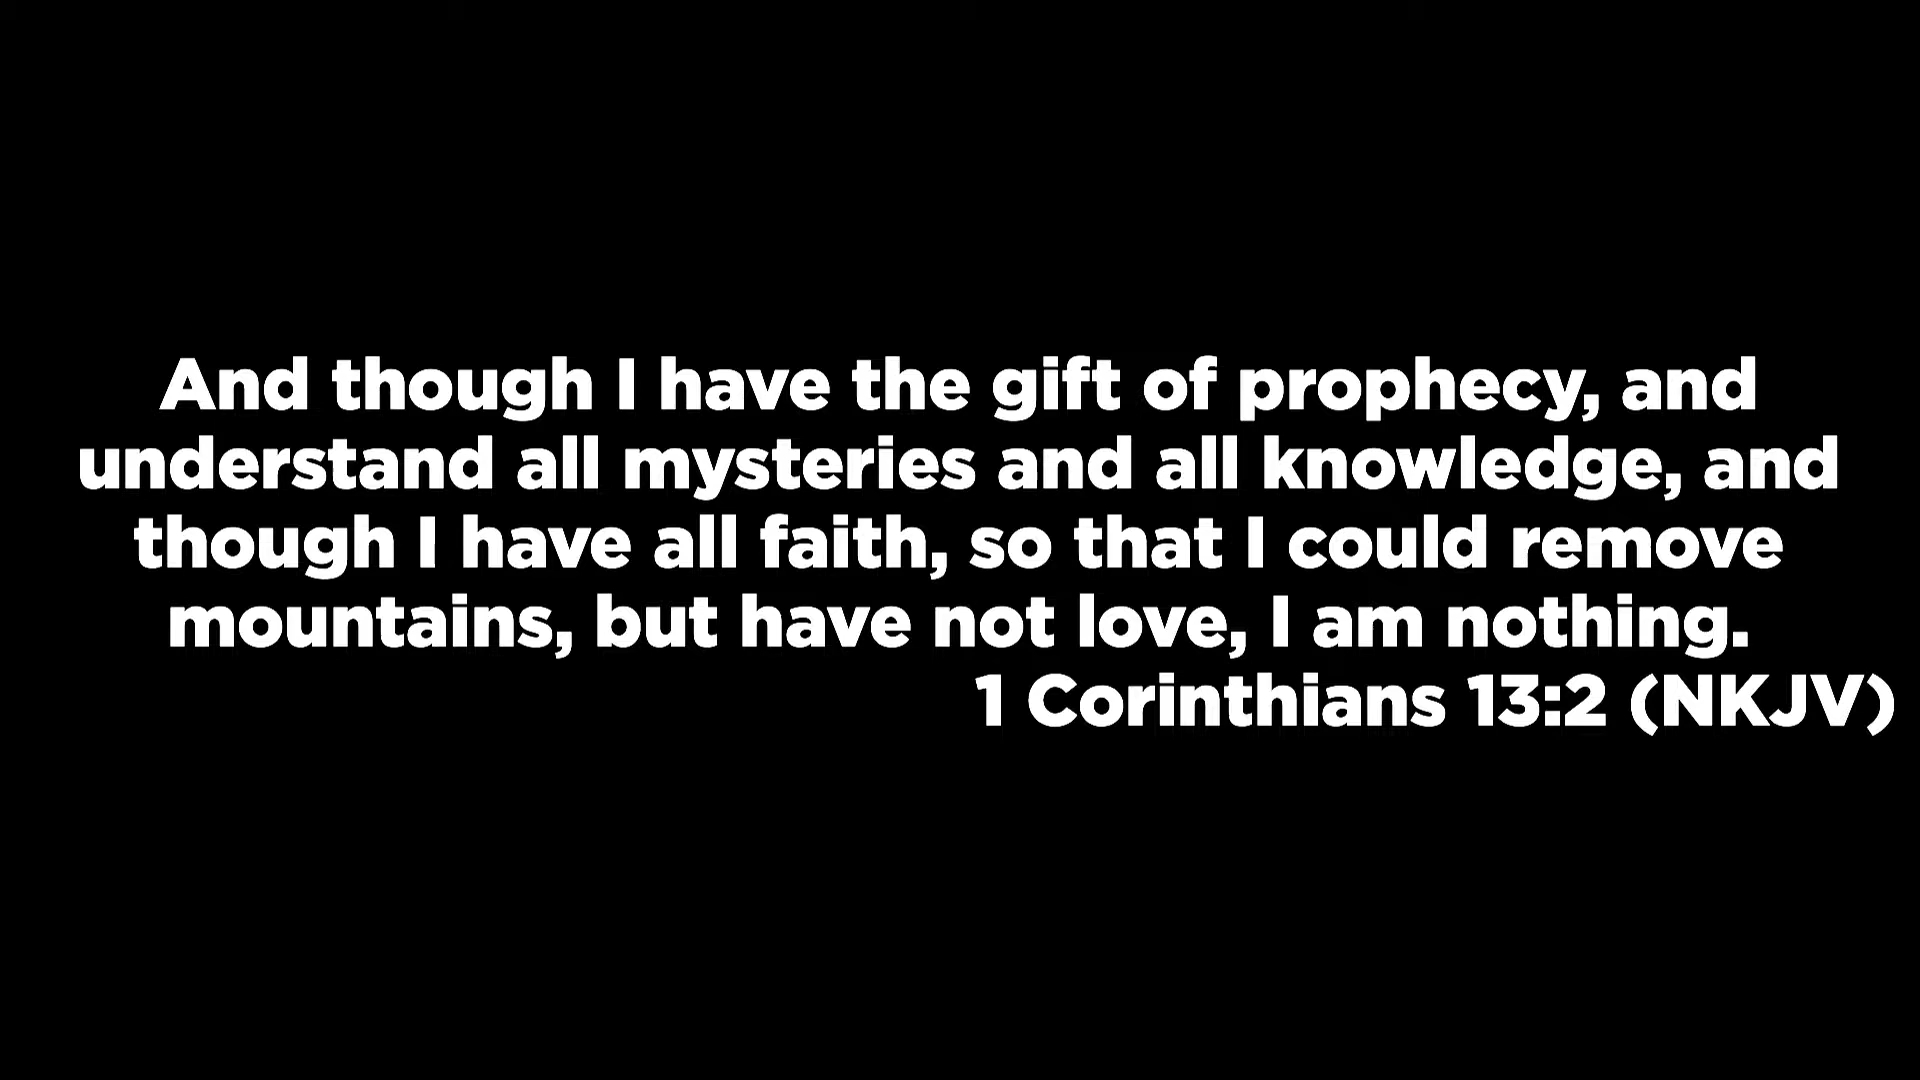 And though I have the gift of prophecy, and
understand all mysteries and all knowledge, and
though I have all faith, so that I could remove
mountains, but have not love, I am nothing.
1 Corinthians 13:2 (NKJV)